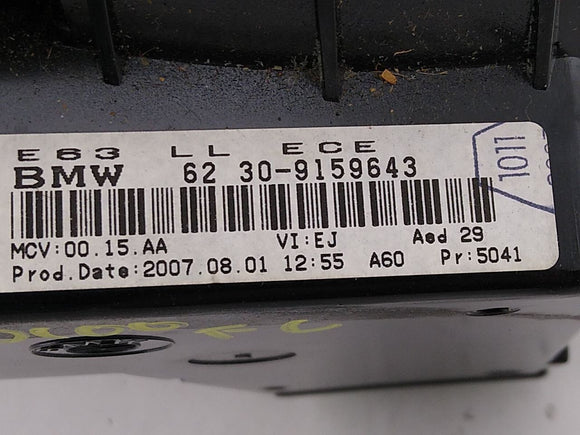 E63 LL ECE
BMW 62 30-9159643
1011
MCV:00.15.AA VI:EJ Aed 29
Prod.Date:2007.08.01 12:55 A60 Pr:5041